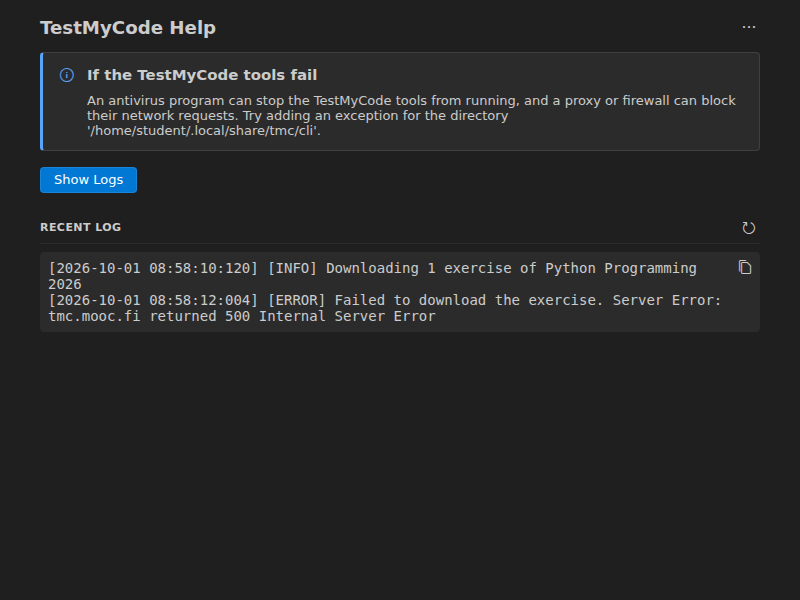 TestMyCode Help
If the TestMyCode tools fail
An antivirus program can stop the TestMyCode tools from running, and a proxy or firewall can block
their network requests. Try adding an exception for the directory
'/home/student/.local/share/tmc/cli'.
Show Logs
RECENT LOG
[2026-10-01 08:58:10:120] [INFO] Downloading 1 exercise of Python Programming
2026
[2026-10-01 08:58:12:004] [ERROR] Failed to download the exercise. Server Error:
tmc.mooc.fi returned 500 Internal Server Error